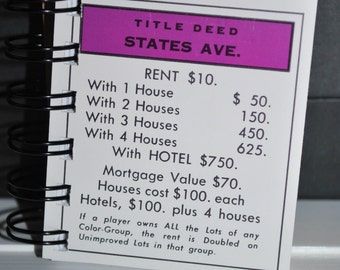 TITLE DEED
STATES AVE.
RENT $10.
With 1 House $ 50.
With 2 Houses 150.
With 3 Houses 450.
With 4 Houses 625.
With HOTEL $750.
Mortgage Value $70.
Houses cost $100. each
Hotels, $100. plus 4 houses
If a player owns ALL the Lots of any
Color-Group, the rent is Doubled on
Unimproved Lots in that group.